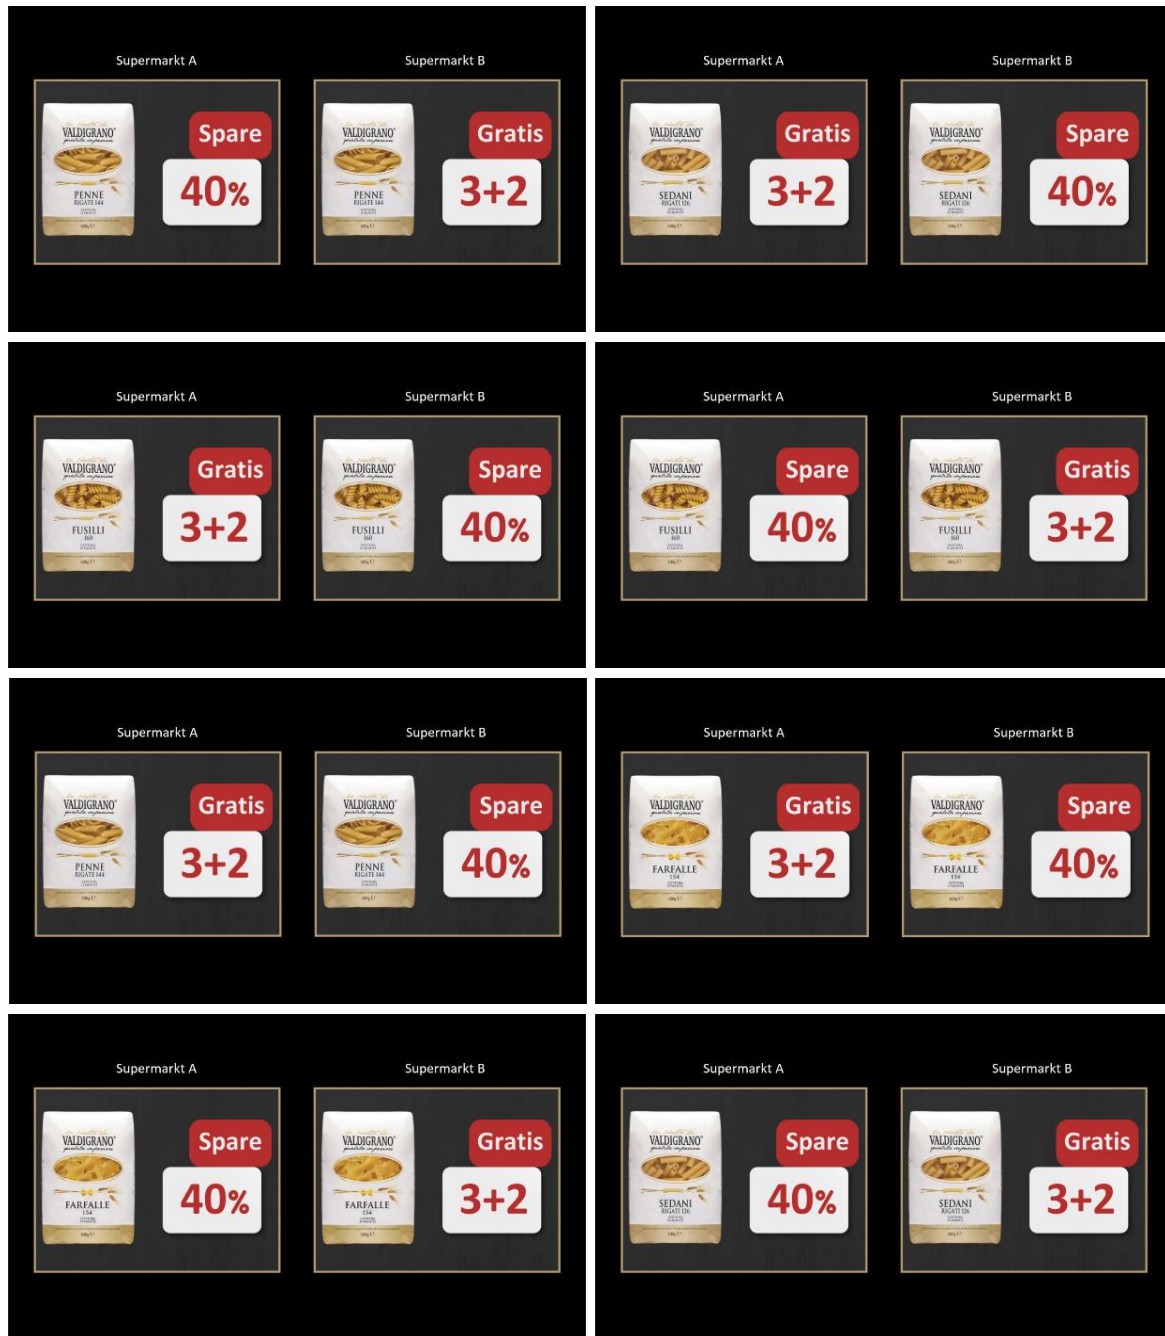 Supermarkt A
Supermarkt B
VALDIGRANO
PENNE
RIGATE 144
Spare
40%
VALDIGRANO
PENNE
RIGATE 144
Gratis
3+2
Supermarkt A
Supermarkt B
VALDIGRANO
SEDANI
RIGATI 126
Gratis
3+2
VALDIGRANO
SEDANI
RIGATI 126
Spare
40%
Supermarkt A
Supermarkt B
VALDIGRANO
FUSILLI
160
Gratis
3+2
VALDIGRANO
FUSILLI
160
Spare
40%
Supermarkt A
Supermarkt B
VALDIGRANO
FUSILLI
160
Spare
40%
VALDIGRANO
FUSILLI
160
Gratis
3+2
Supermarkt A
Supermarkt B
VALDIGRANO
PENNE
RIGATE 144
Gratis
3+2
VALDIGRANO
PENNE
RIGATE 144
Spare
40%
Supermarkt A
Supermarkt B
VALDIGRANO
FARFALLE
154
Gratis
3+2
VALDIGRANO
FARFALLE
154
Spare
40%
Supermarkt A
Supermarkt B
VALDIGRANO
FARFALLE
154
Spare
40%
VALDIGRANO
FARFALLE
154
Gratis
3+2
Supermarkt A
Supermarkt B
VALDIGRANO
SEDANI
RIGATI 126
Spare
40%
VALDIGRANO
SEDANI
RIGATI 126
Gratis
3+2